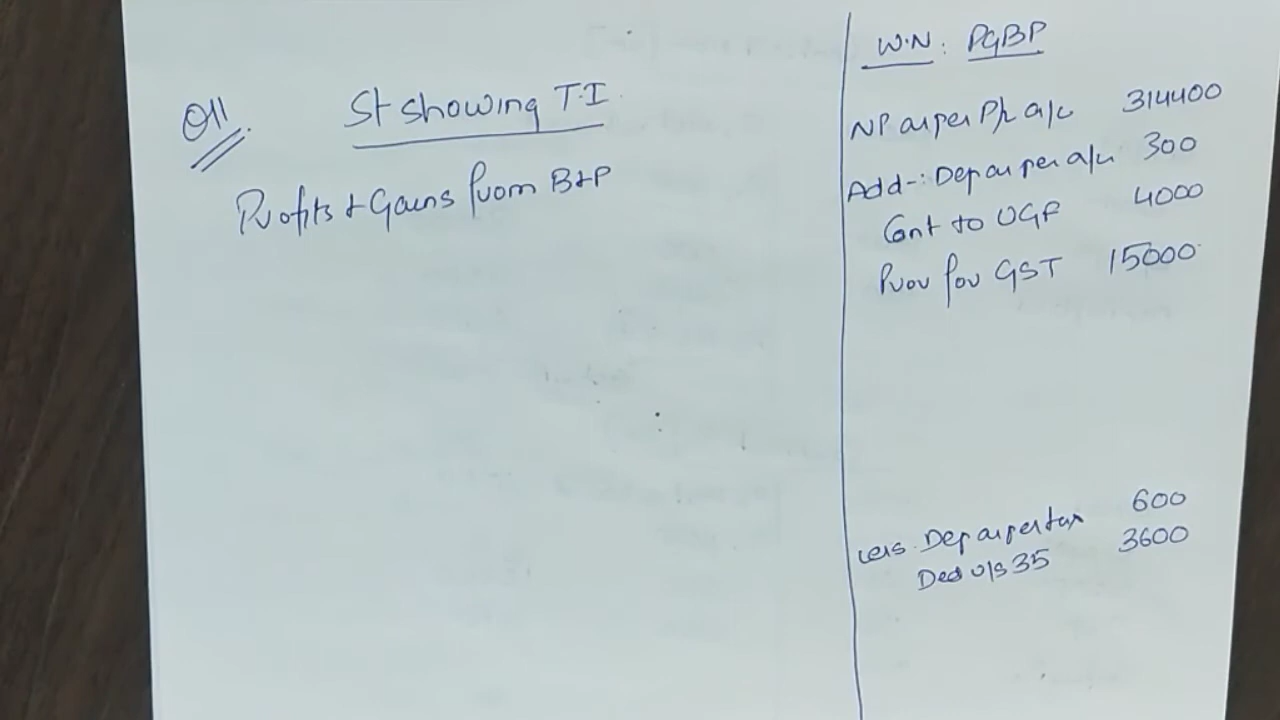 Q11.
St showing T.I.
Profits & Gains from B&P
W.N: PGBP
NP as per P/L a/c 314400
Add-: Dep as per a/c 300
Cont to UGF 4000
Prov for GST 15000
Less. Dep as per tax 600
Ded u/s 35 3600